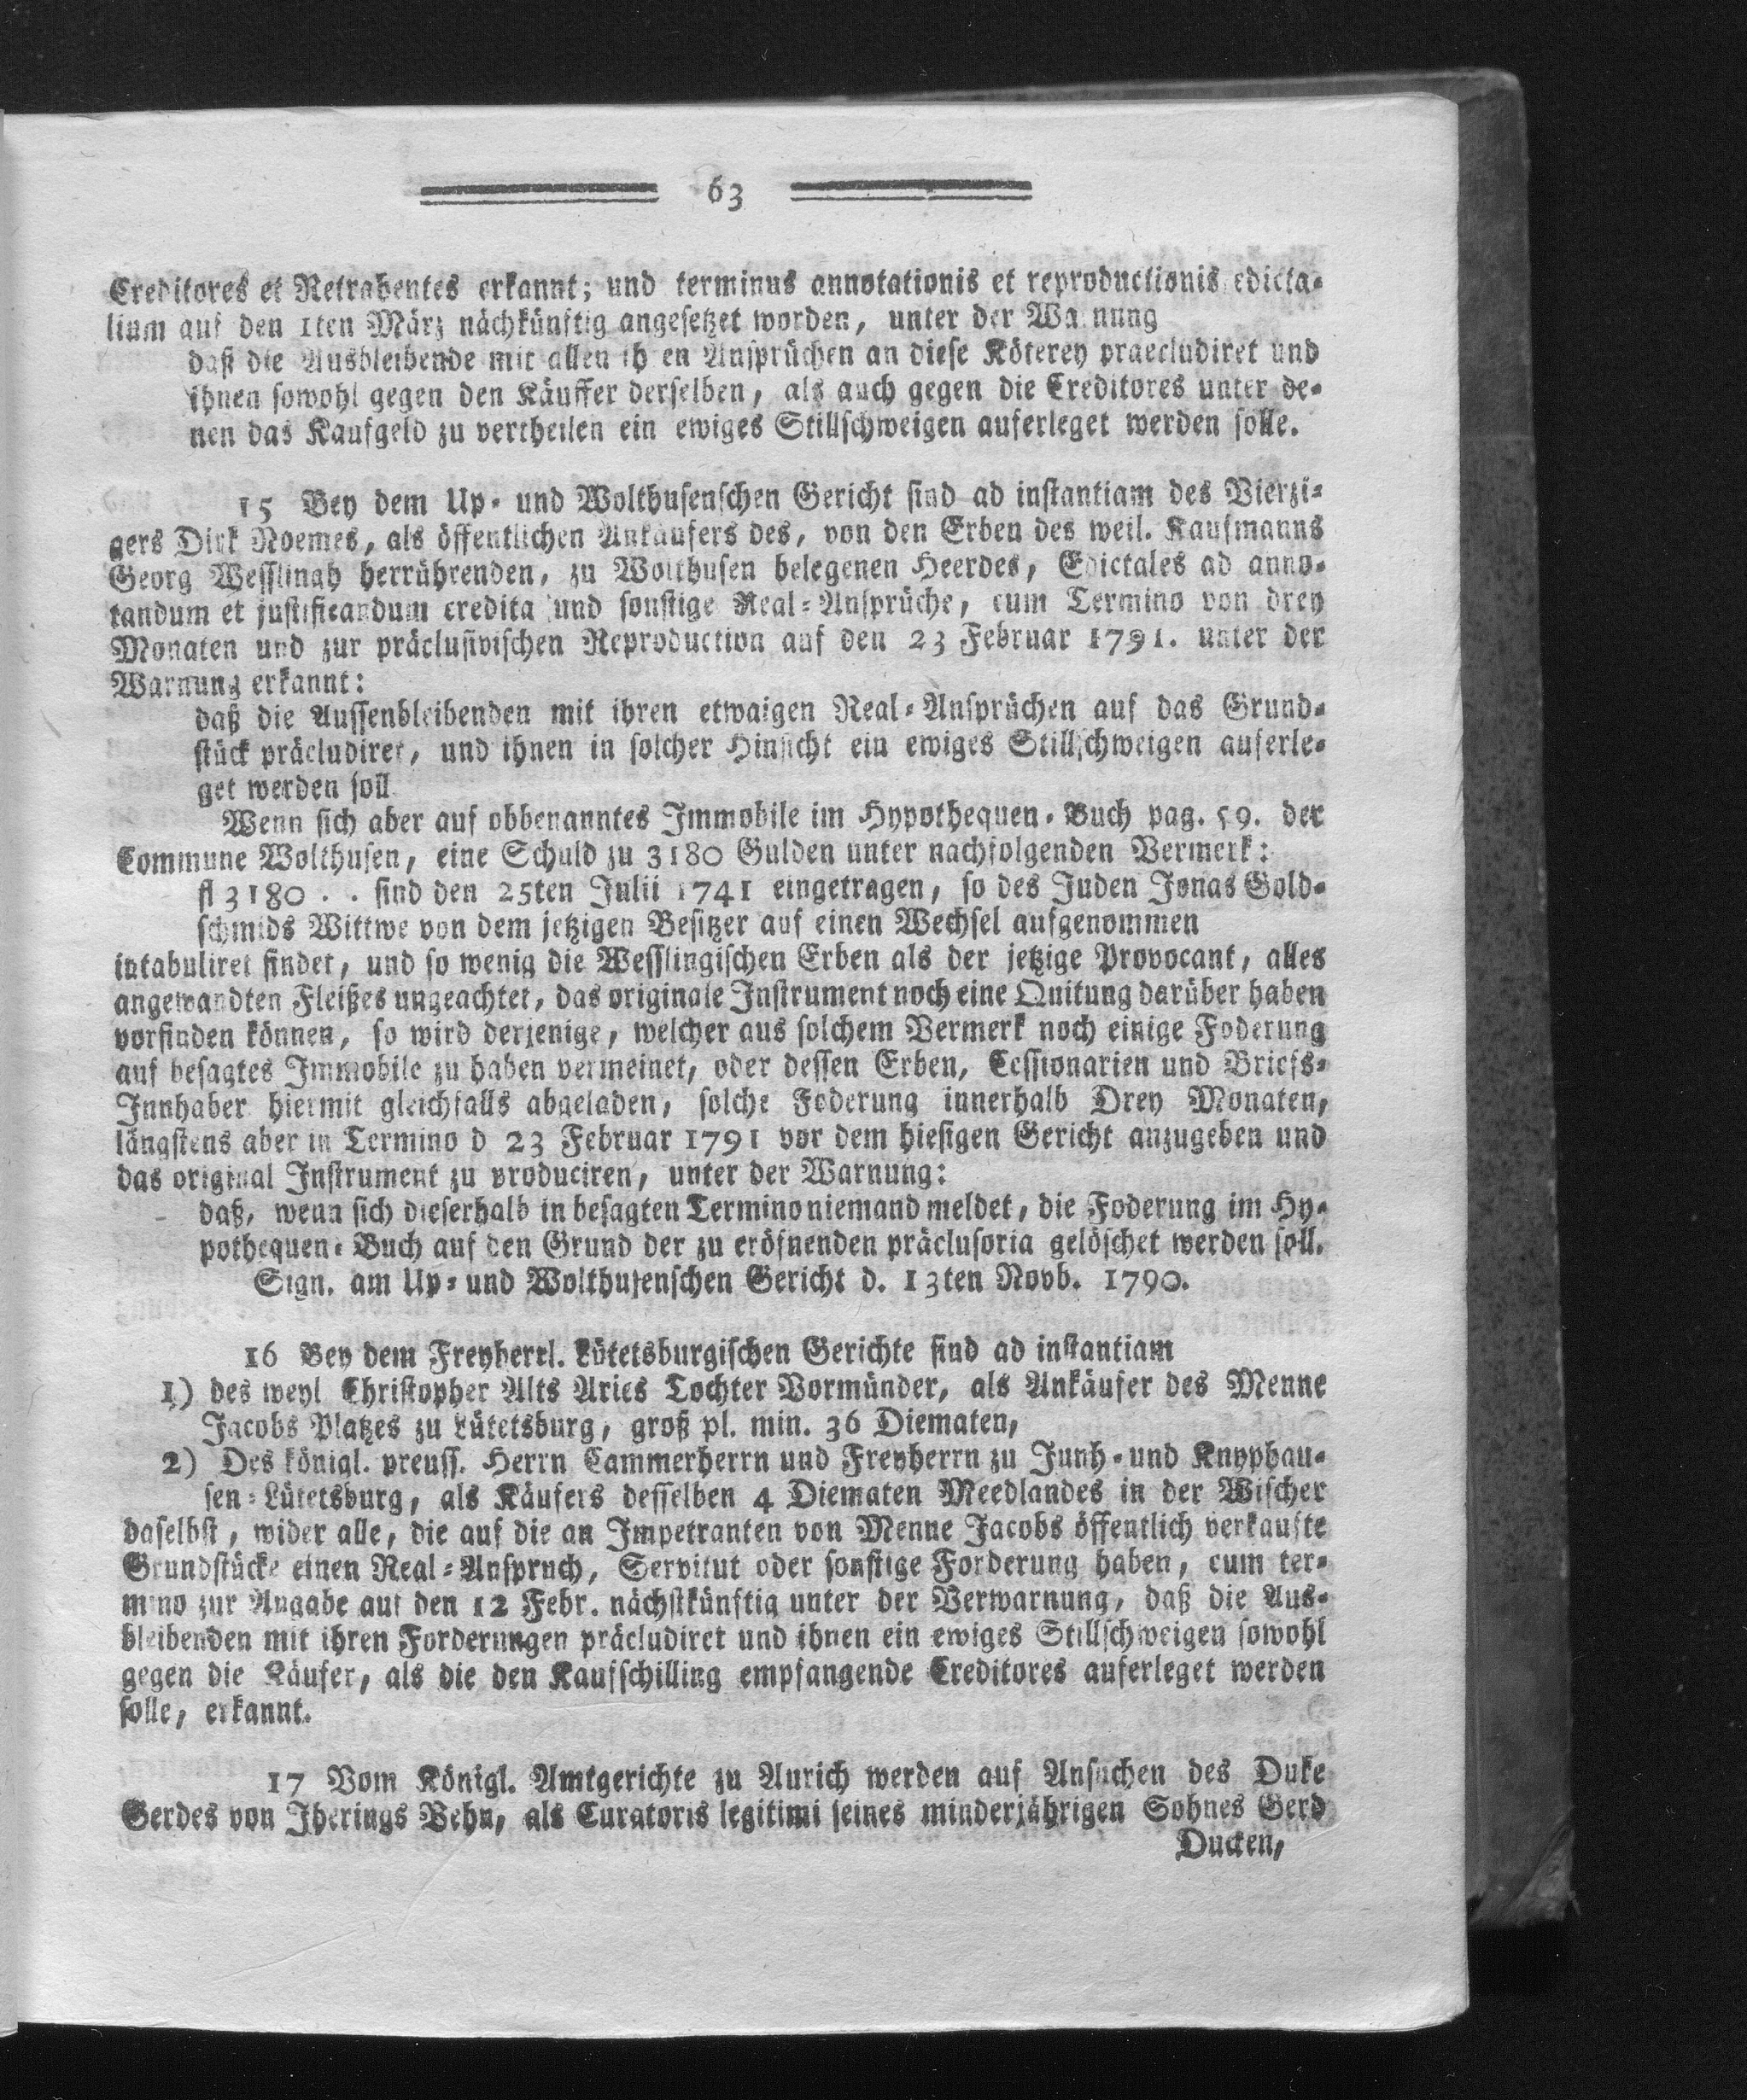 63
Creditores et Retrahentes erkannt; und terminus annotationis et reproductionis edicta-
lium auf den 1ten März nächkünftig angesetzet worden, unter der Wa nung
daß die Ausbleibende mit allen ih en Ansprüchen an diese Köterey praecludiret und
ihnen sowohl gegen den Käuffer derselben, als auch gegen die Creditores unter de-
nen das Kaufgeld zu vertheilen ein ewiges Stillschweigen auferleget werden solle.
15 Bey dem Up- und Wolthusenschen Gericht sind ad instantiam des Vierzi-
gers Dirk Noemes, als öffentlichen Ankäufers des, von den Erben des weil. Kaufmanns
Georg Wesslingh herrührenden, zu Wolthusen belegenen Heerdes, Edictales ad anno-
tandum et justificandum credita und sonstige Real-Ansprüche, cum Termino von drey
Monaten und zur präclusivischen Reproduction auf den 23 Februar 1791. unter der
Warnung erkannt:
daß die Aussenbleibenden mit ihren etwaigen Real-Ansprüchen auf das Grund-
stück präcludiret, und ihnen in solcher Hinsicht ein ewiges Stillschweigen auferle-
get werden soll
Wenn sich aber auf obbenanntes Immobile im Hypothequen-Buch pag. 59. der
Commune Wolthusen, eine Schuld zu 3180 Gulden unter nachfolgenden Vermerk:
fl 3180 . . sind den 25ten Julii 1741 eingetragen, so des Juden Jonas Gold-
schmids Wittwe von dem jetzigen Besitzer auf einen Wechsel aufgenommen
intabuliret findet, und so wenig die Wesslingischen Erben als der jetzige Provocant, alles
angewandten Fleißes ungeachtet, das originale Instrument noch eine Quitung darüber haben
vorfinden können, so wird derjenige, welcher aus solchem Vermerk noch einige Foderung
auf besagtes Immobile zu haben vermeinet, oder dessen Erben, Cessionarien und Briefs-
Innhaber hiermit gleichfalls abgeladen, solche Foderung innerhalb Drey Monaten,
längstens aber in Termino d 23 Februar 1791 vor dem hiesigen Gericht anzugeben und
das original Instrument zu produciren, unter der Warnung:
daß, wenn sich dieserhalb in besagten Termino niemand meldet, die Foderung im Hy-
pothequen-Buch auf den Grund der zu eröfnenden präclusoria gelöschet werden soll.
Sign. am Up- und Wolthusenschen Gericht d. 13ten Novb. 1790.
16 Bey dem Freyherrl. Lütetsburgischen Gerichte sind ad instantiam
1) des weyl Christopher Alts Aries Tochter Vormünder, als Ankäufer des Menne
Jacobs Platzes zu Lütetsburg, groß pl. min. 36 Diematen,
2) Des königl. preuss. Herrn Cammerherrn und Freyherrn zu Innh- und Knyphau-
sen-Lütetsburg, als Käufers desselben 4 Diematen Meedlandes in der Wischer
daselbst, wider alle, die auf die an Impetranten von Menne Jacobs öffentlich verkaufte
Grundstücke einen Real-Anspruch, Servitut oder sonstige Forderung haben, cum ter-
mino zur Angabe auf den 12 Febr. nächstkünftig unter der Verwarnung, daß die Aus-
bleibenden mit ihren Forderungen präcludiret und ihnen ein ewiges Stillschweigen sowohl
gegen die Käufer, als die den Kaufschilling empfangende Creditores auferleget werden
solle, erkannt.
17 Vom Königl. Amtgerichte zu Aurich werden auf Ansuchen des Duke
Gerdes von Iherings Vehn, als Curatoris legitimi seines minderjährigen Sohnes Gerd
Ducken,